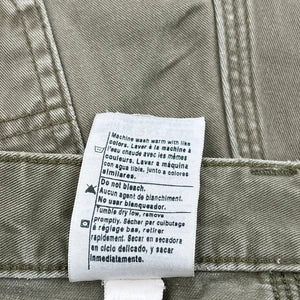 Machine wash warm with like
colors. Laver à la machine à
l'eau chaude avec les mêmes
couleurs. Lavar a máquina
con agua tibia, junto a colores
similares.
Do not bleach.
Aucun agent de blanchiment.
No usar blanqueador.
Tumble dry low, remove
promptly. Sécher par culbutage
à réglage bas, retirer
rapidement. Secar en secadora
en ciclo delicado, y sacar
inmediatamente.